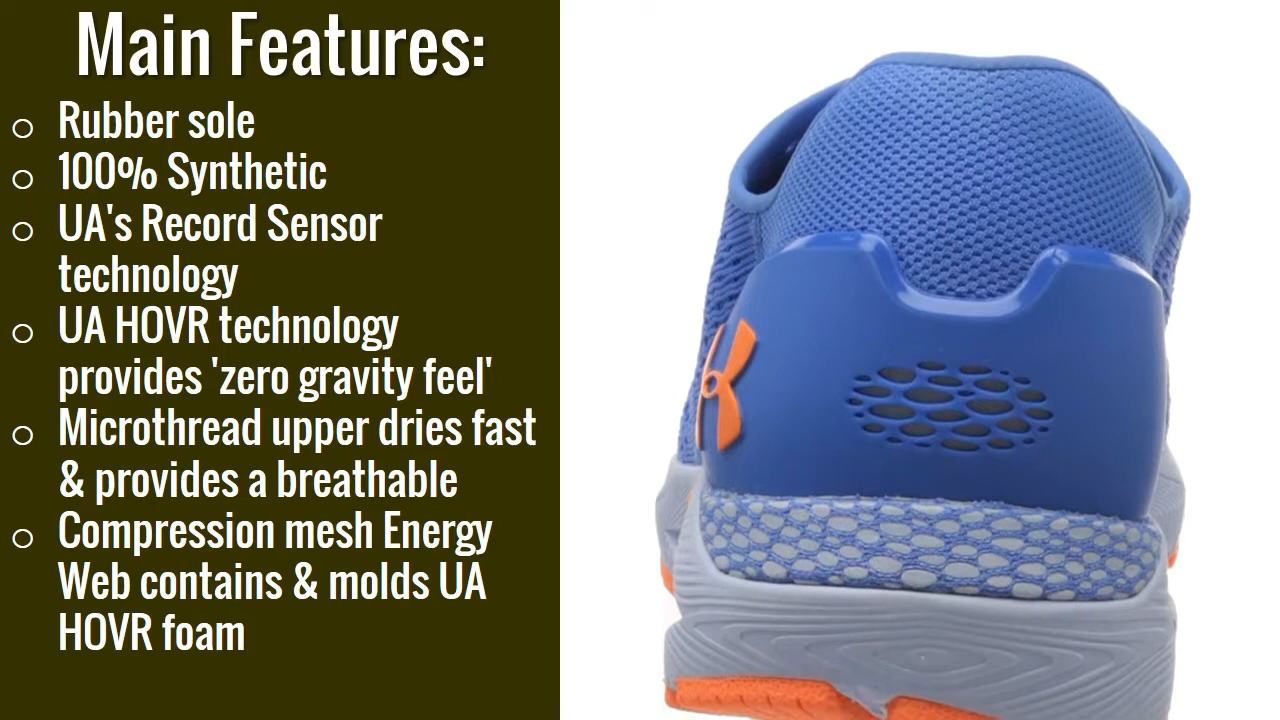 Main Features:
Rubber sole
100% Synthetic
UA's Record Sensor
technology
UA HOVR technology
provides 'zero gravity feel'
Microthread upper dries fast
& provides a breathable
Compression mesh Energy
Web contains & molds UA
HOVR foam